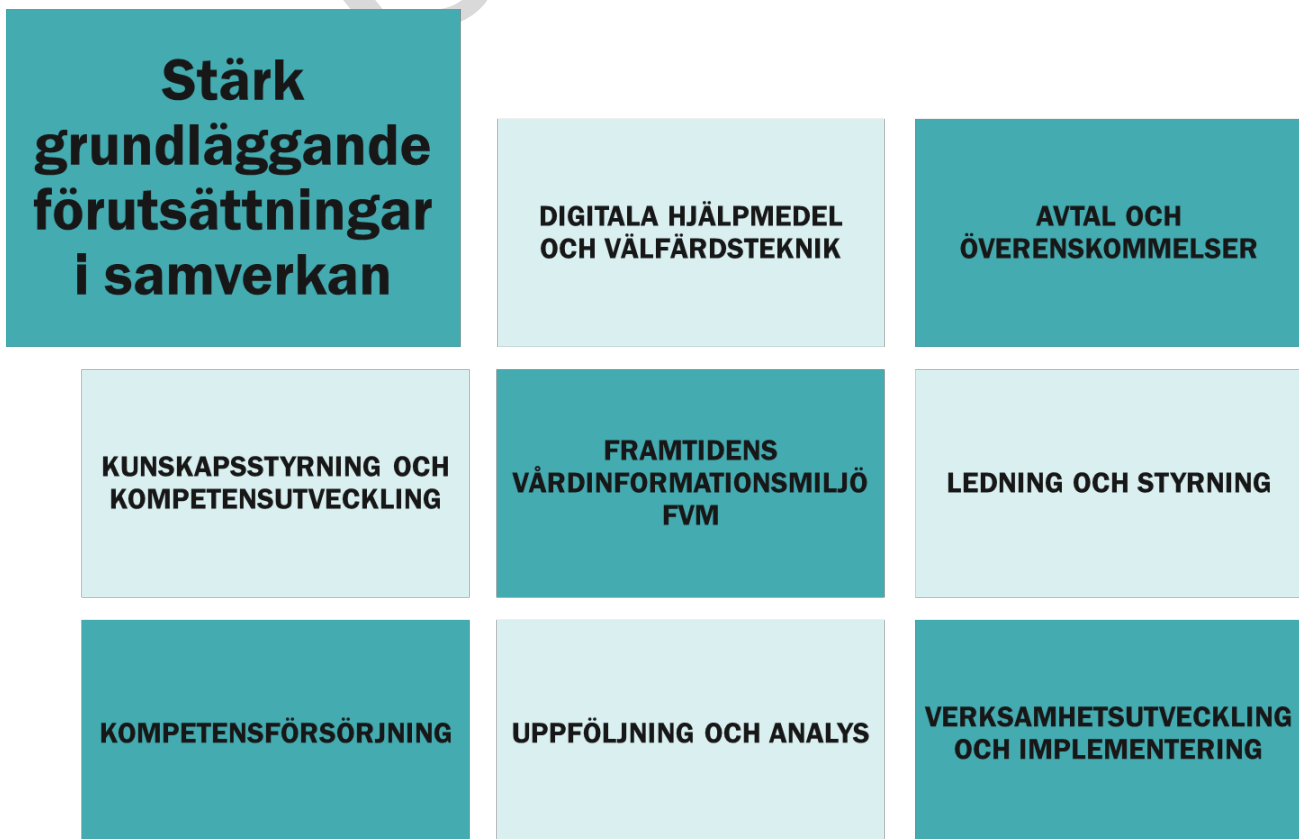 Stärk
grundläggande
förutsättningar
i samverkan
DIGITALA HJÄLPMEDEL
OCH VÄLFÄRDSTEKNIK
AVTAL OCH
ÖVERENSKOMMELSER
KUNSKAPSSTYRNING OCH
KOMPETENSUTVECKLING
FRAMTIDENS
VÅRDINFORMATIONSMILJÖ
FVM
LEDNING OCH STYRNING
KOMPETENSFÖRSÖRJNING
UPPFÖLJNING OCH ANALYS
VERKSAMHETSUTVECKLING
OCH IMPLEMENTERING